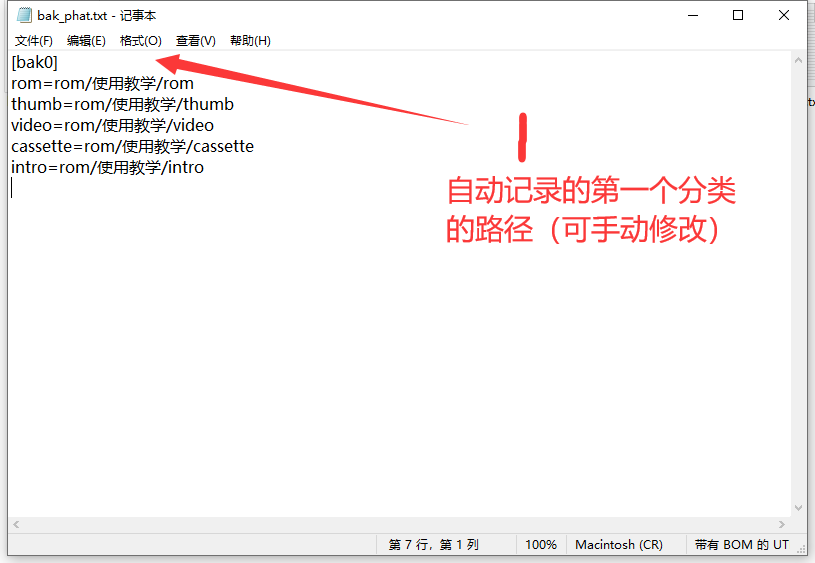 bak_phat.txt - 记事本
文件(F) 编辑(E) 格式(O) 查看(V) 帮助(H)
[bak0]
rom=rom/使用教学/rom
thumb=rom/使用教学/thumb
video=rom/使用教学/video
cassette=rom/使用教学/cassette
intro=rom/使用教学/intro
1
自动记录的第一个分类
的路径（可手动修改）
第 7 行，第 1 列 100% Macintosh (CR) 带有 BOM 的 UT